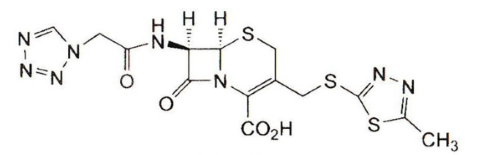 H H H
N S
N
N N N
O O N
S N N
S
CO₂H CH₃